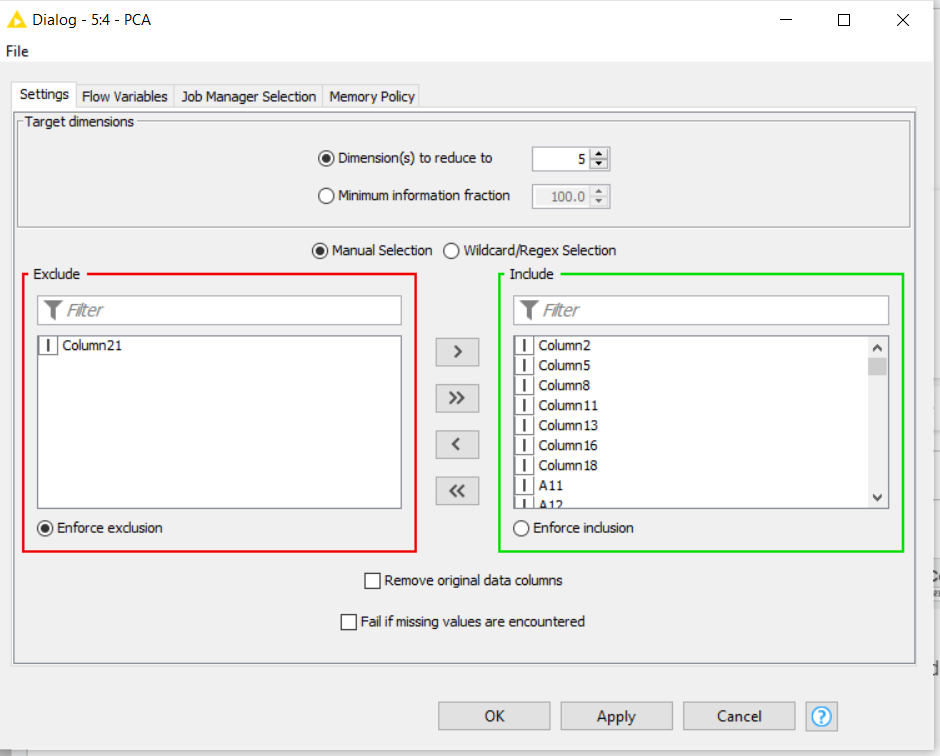 Dialog - 5:4 - PCA
File
Settings Flow Variables Job Manager Selection Memory Policy
Target dimensions
Dimension(s) to reduce to 5
Minimum information fraction 100.0
Manual Selection Wildcard/Regex Selection
Exclude Include
Filter Filter
I Column21 I Column2
I Column5
I Column8
I Column11
I Column13
I Column16
I Column18
I A11
I A12
Enforce exclusion Enforce inclusion
Remove original data columns
Fail if missing values are encountered
OK Apply Cancel ?